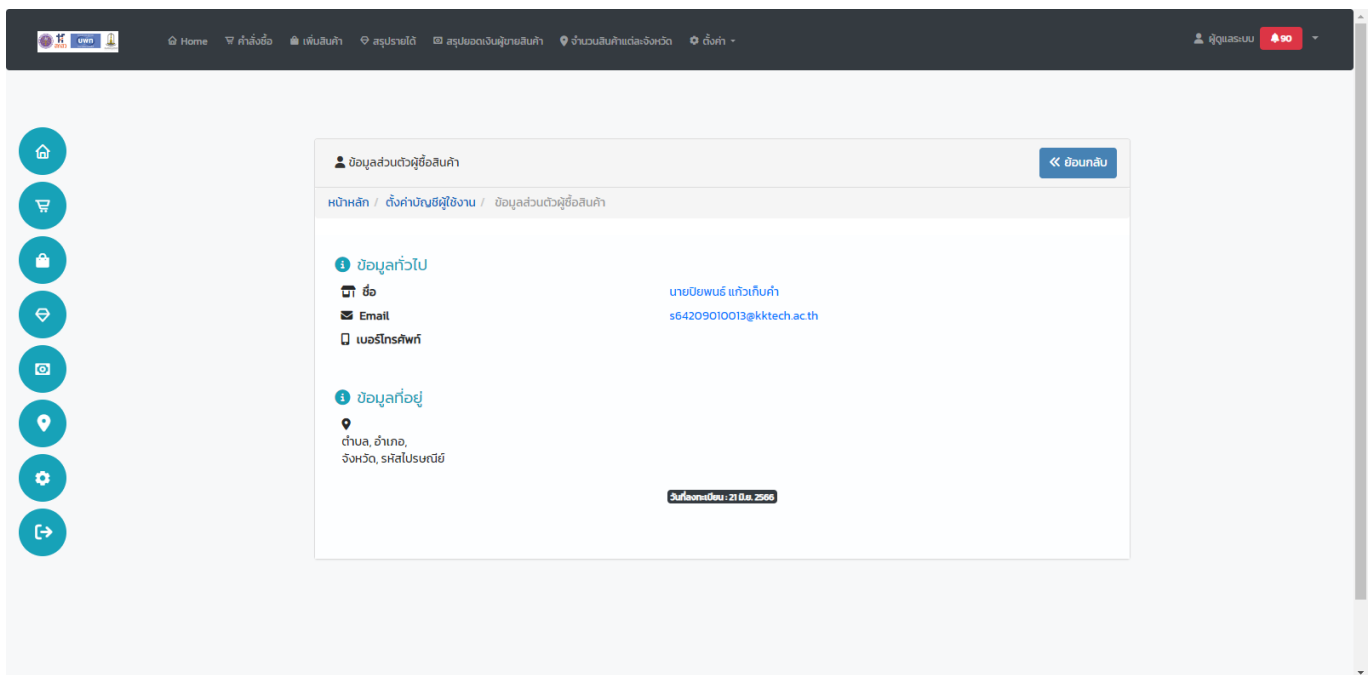 อพท
Home คำสั่งซื้อ เพิ่มสินค้า สรุปรายได้ สรุปยอดเงินผู้ขายสินค้า จำนวนสินค้าแต่ละจังหวัด ตั้งค่า
ผู้ดูแลระบบ 90
ข้อมูลส่วนตัวผู้ซื้อสินค้า
ย้อนกลับ
หน้าหลัก / ตั้งค่าบัญชีผู้ใช้งาน / ข้อมูลส่วนตัวผู้ซื้อสินค้า
ข้อมูลทั่วไป
ชื่อ นายปิยพนธ์ แก้วเก็บคำ
Email s64209010013@kktech.ac.th
เบอร์โทรศัพท์
ข้อมูลที่อยู่
ตำบล, อำเภอ,
จังหวัด, รหัสไปรษณีย์
วันที่ลงทะเบียน : 21 มิ.ย. 2566